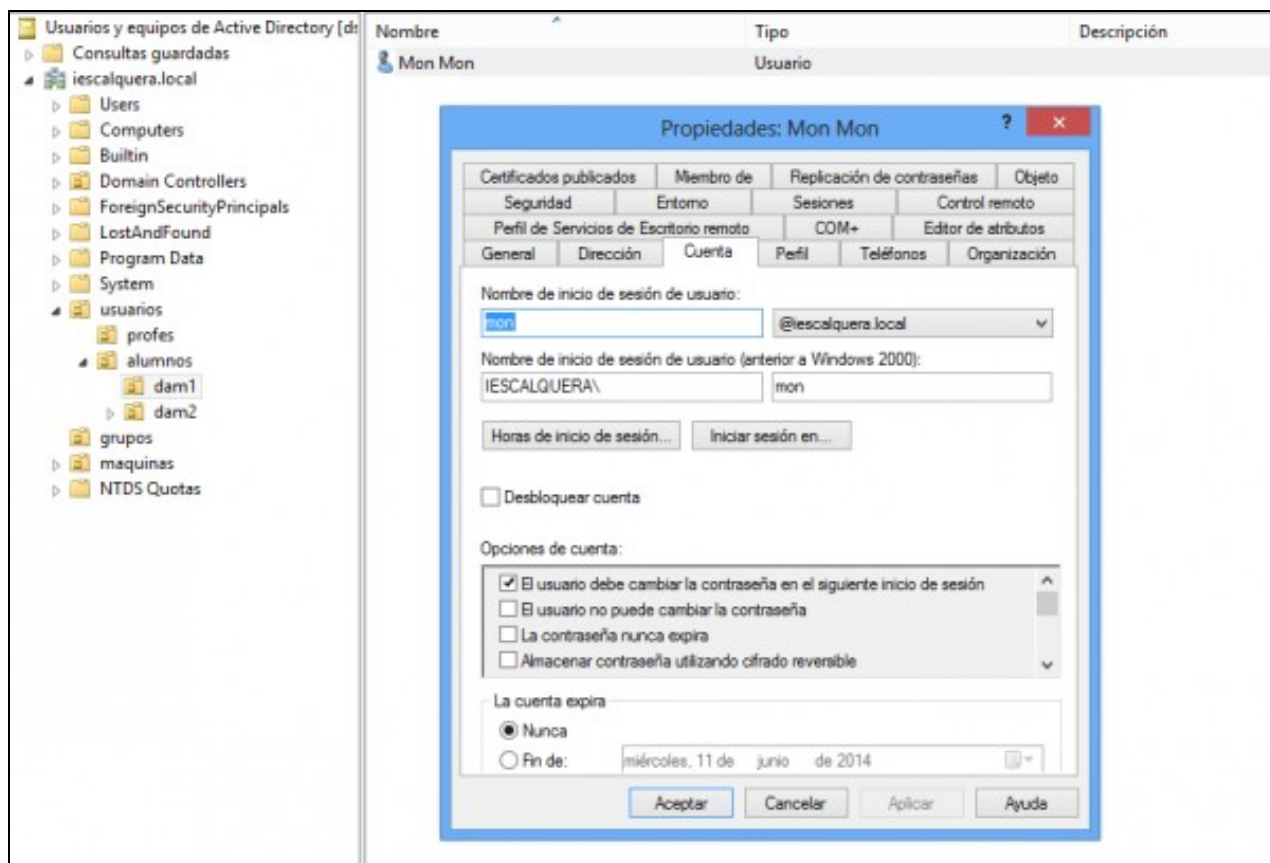 Usuarios y equipos de Active Directory [ds
Consultas guardadas
iescalquera.local
Users
Computers
Builtin
Domain Controllers
ForeignSecurityPrincipals
LostAndFound
Program Data
System
usuarios
profes
alumnos
dam1
dam2
grupos
maquinas
NTDS Quotas
Nombre Tipo Descripción
Mon Mon Usuario
Propiedades: Mon Mon ? ×
Certificados publicados Miembro de Replicación de contraseñas Objeto
Seguridad Entorno Sesiones Control remoto
Perfil de Servicios de Escritorio remoto COM+ Editor de atributos
General Dirección Cuenta Perfil Teléfonos Organización
Nombre de inicio de sesión de usuario:
mon @iescalquera.local
Nombre de inicio de sesión de usuario (anterior a Windows 2000):
IESCALQUERA\ mon
Horas de inicio de sesión... Iniciar sesión en...
Desbloquear cuenta
Opciones de cuenta:
El usuario debe cambiar la contraseña en el siguiente inicio de sesión
El usuario no puede cambiar la contraseña
La contraseña nunca expira
Almacenar contraseña utilizando cifrado reversible
La cuenta expira
Nunca
Fin de: miércoles, 11 de junio de 2014
Aceptar Cancelar Aplicar Ayuda